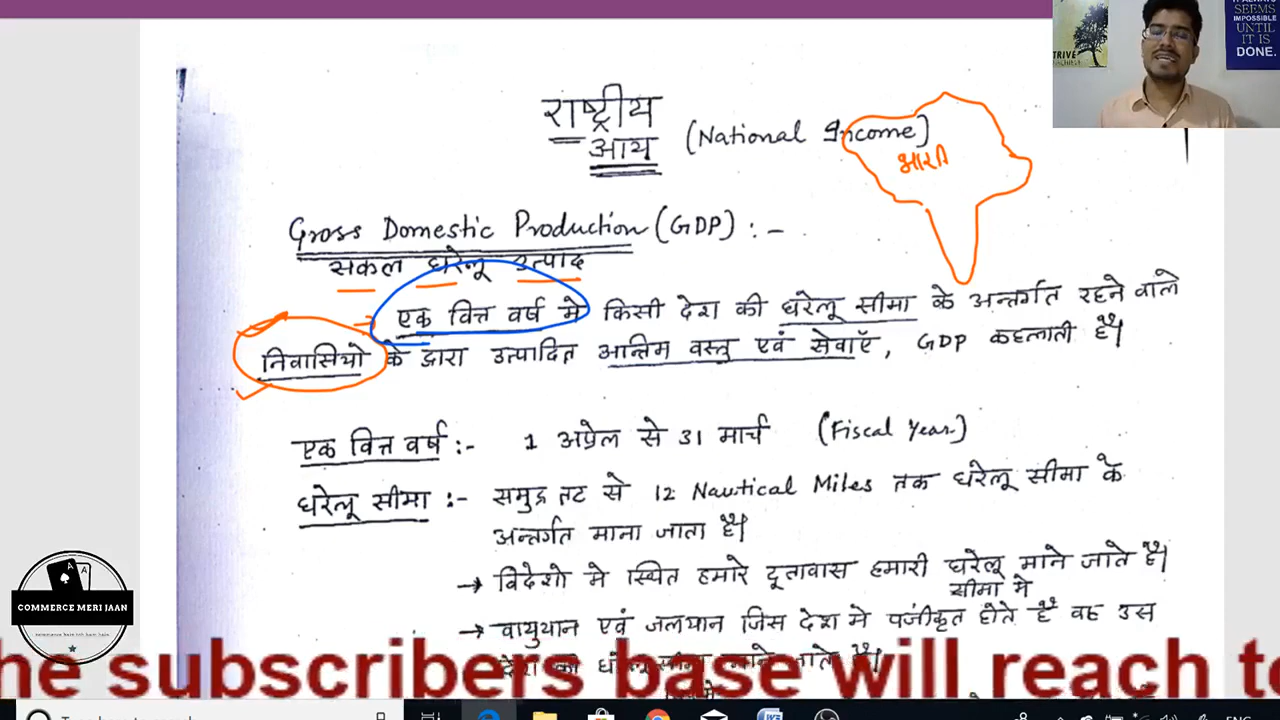 SEEMS
IMPOSSIBLE
UNTIL
IT IS
DONE.
TRIVE
राष्ट्रीय
आय (National Income)
Gross Domestic Production (GDP) :-
सकल घरेलू उत्पाद
एक वित्त वर्ष मे किसी देश की घरेलू सीमा के अन्तर्गत रहने वाले
निवासियो के द्वारा उत्पादित अन्तिम वस्तु एवं सेवाएँ, GDP कहलाती है।
एक वित्त वर्ष :- 1 अप्रेल से 31 मार्च (Fiscal Year)
घरेलू सीमा :- समुद्र तट से 12 Nautical Miles तक घरेलू सीमा के
अन्तर्गत माना जाता है।
→ विदेशो मे स्थित हमारे दूतावास हमारी घरेलू माने जाते है।
सीमा मे
→ वायुयान एवं जलयान जिस देश मे पंजीकृत होते है वह उस
COMMERCE MERI JAAN
he subscribers base will reach to